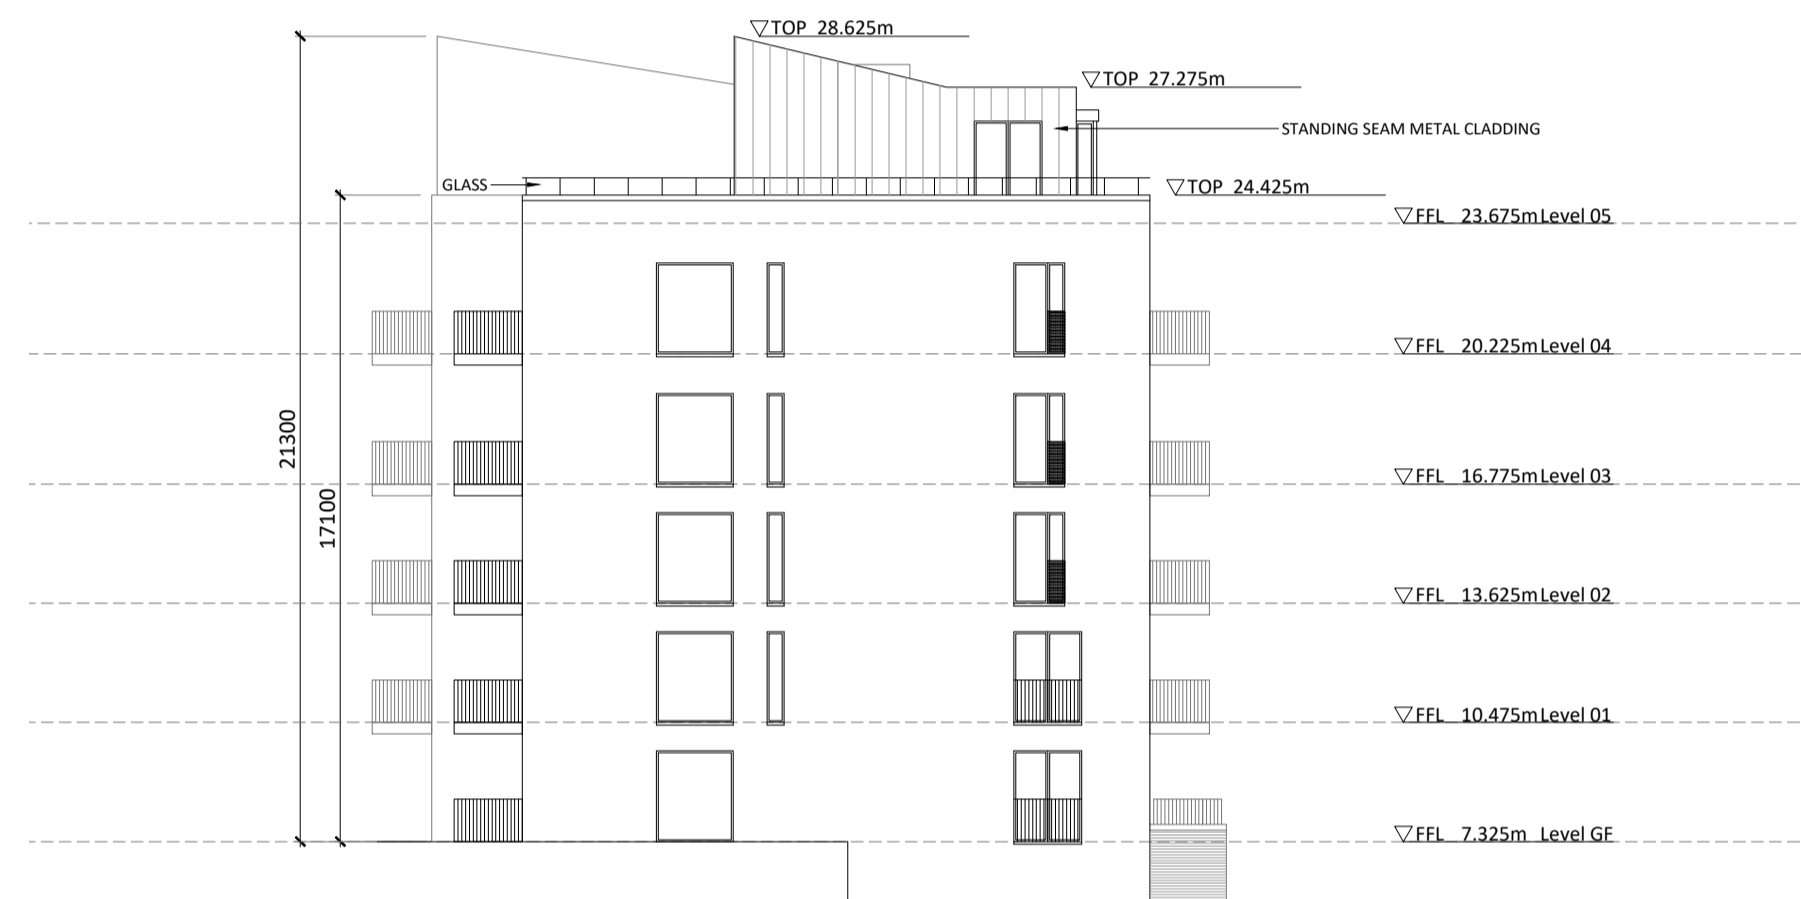 TOP 28.625m
TOP 27.275m
STANDING SEAM METAL CLADDING
GLASS
TOP 24.425m
FFL 23.675m Level 05
FFL 20.225m Level 04
21300
FFL 16.775m Level 03
17100
FFL 13.625m Level 02
FFL 10.475m Level 01
FFL 7.325m Level GF